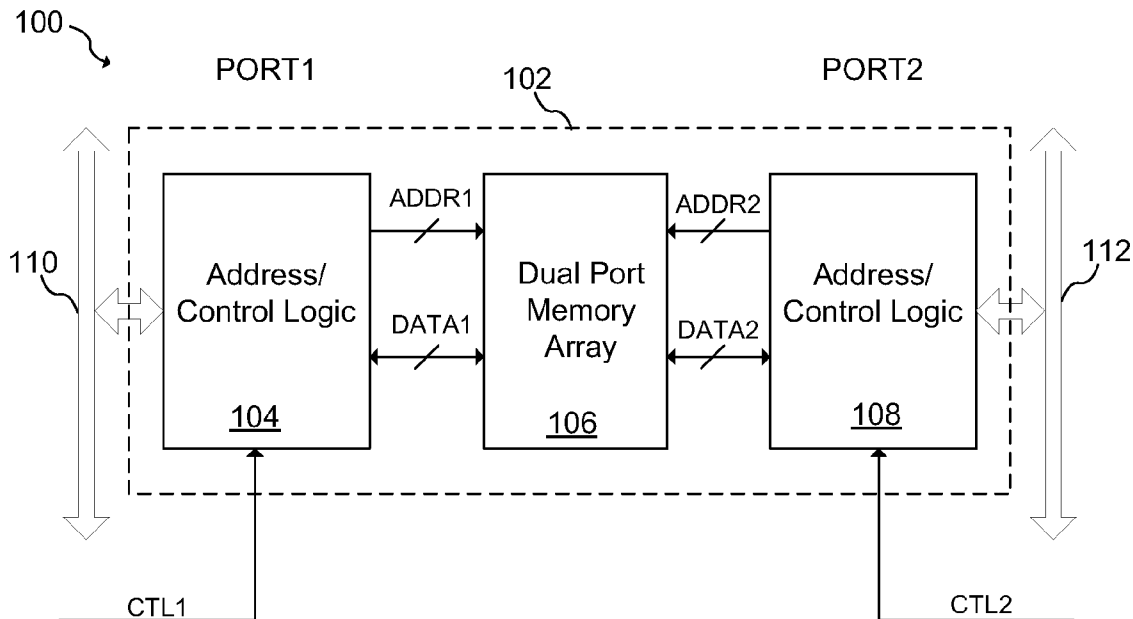 100
PORT1
PORT2
102
ADDR1
ADDR2
110
112
Address/
Control Logic
Dual Port
Memory
Array
Address/
Control Logic
DATA1
DATA2
104
106
108
CTL1
CTL2